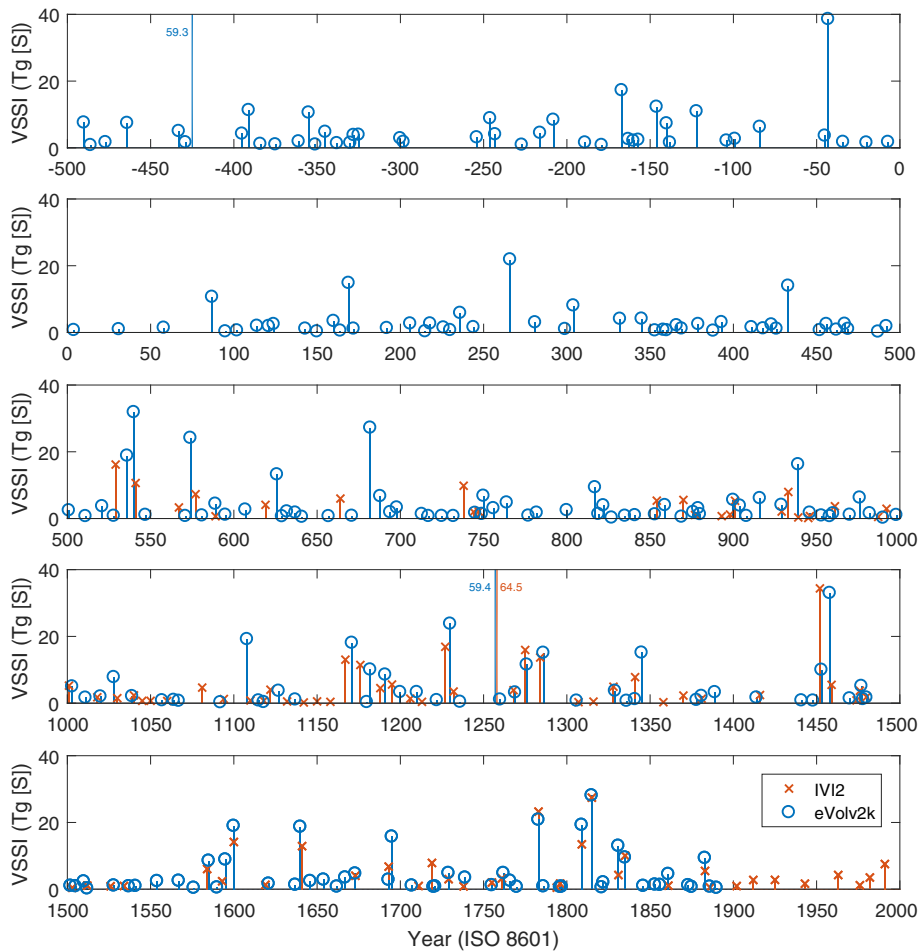 VSSI (Tg [S])
40
20
0
59.3
-500 -450 -400 -350 -300 -250 -200 -150 -100 -50 0
VSSI (Tg [S])
40
20
0
0 50 100 150 200 250 300 350 400 450 500
VSSI (Tg [S])
40
20
0
500 550 600 650 700 750 800 850 900 950 1000
VSSI (Tg [S])
40
20
0
59.4 64.5
1000 1050 1100 1150 1200 1250 1300 1350 1400 1450 1500
VSSI (Tg [S])
40
20
0
IVI2
eVolv2k
1500 1550 1600 1650 1700 1750 1800 1850 1900 1950 2000
Year (ISO 8601)